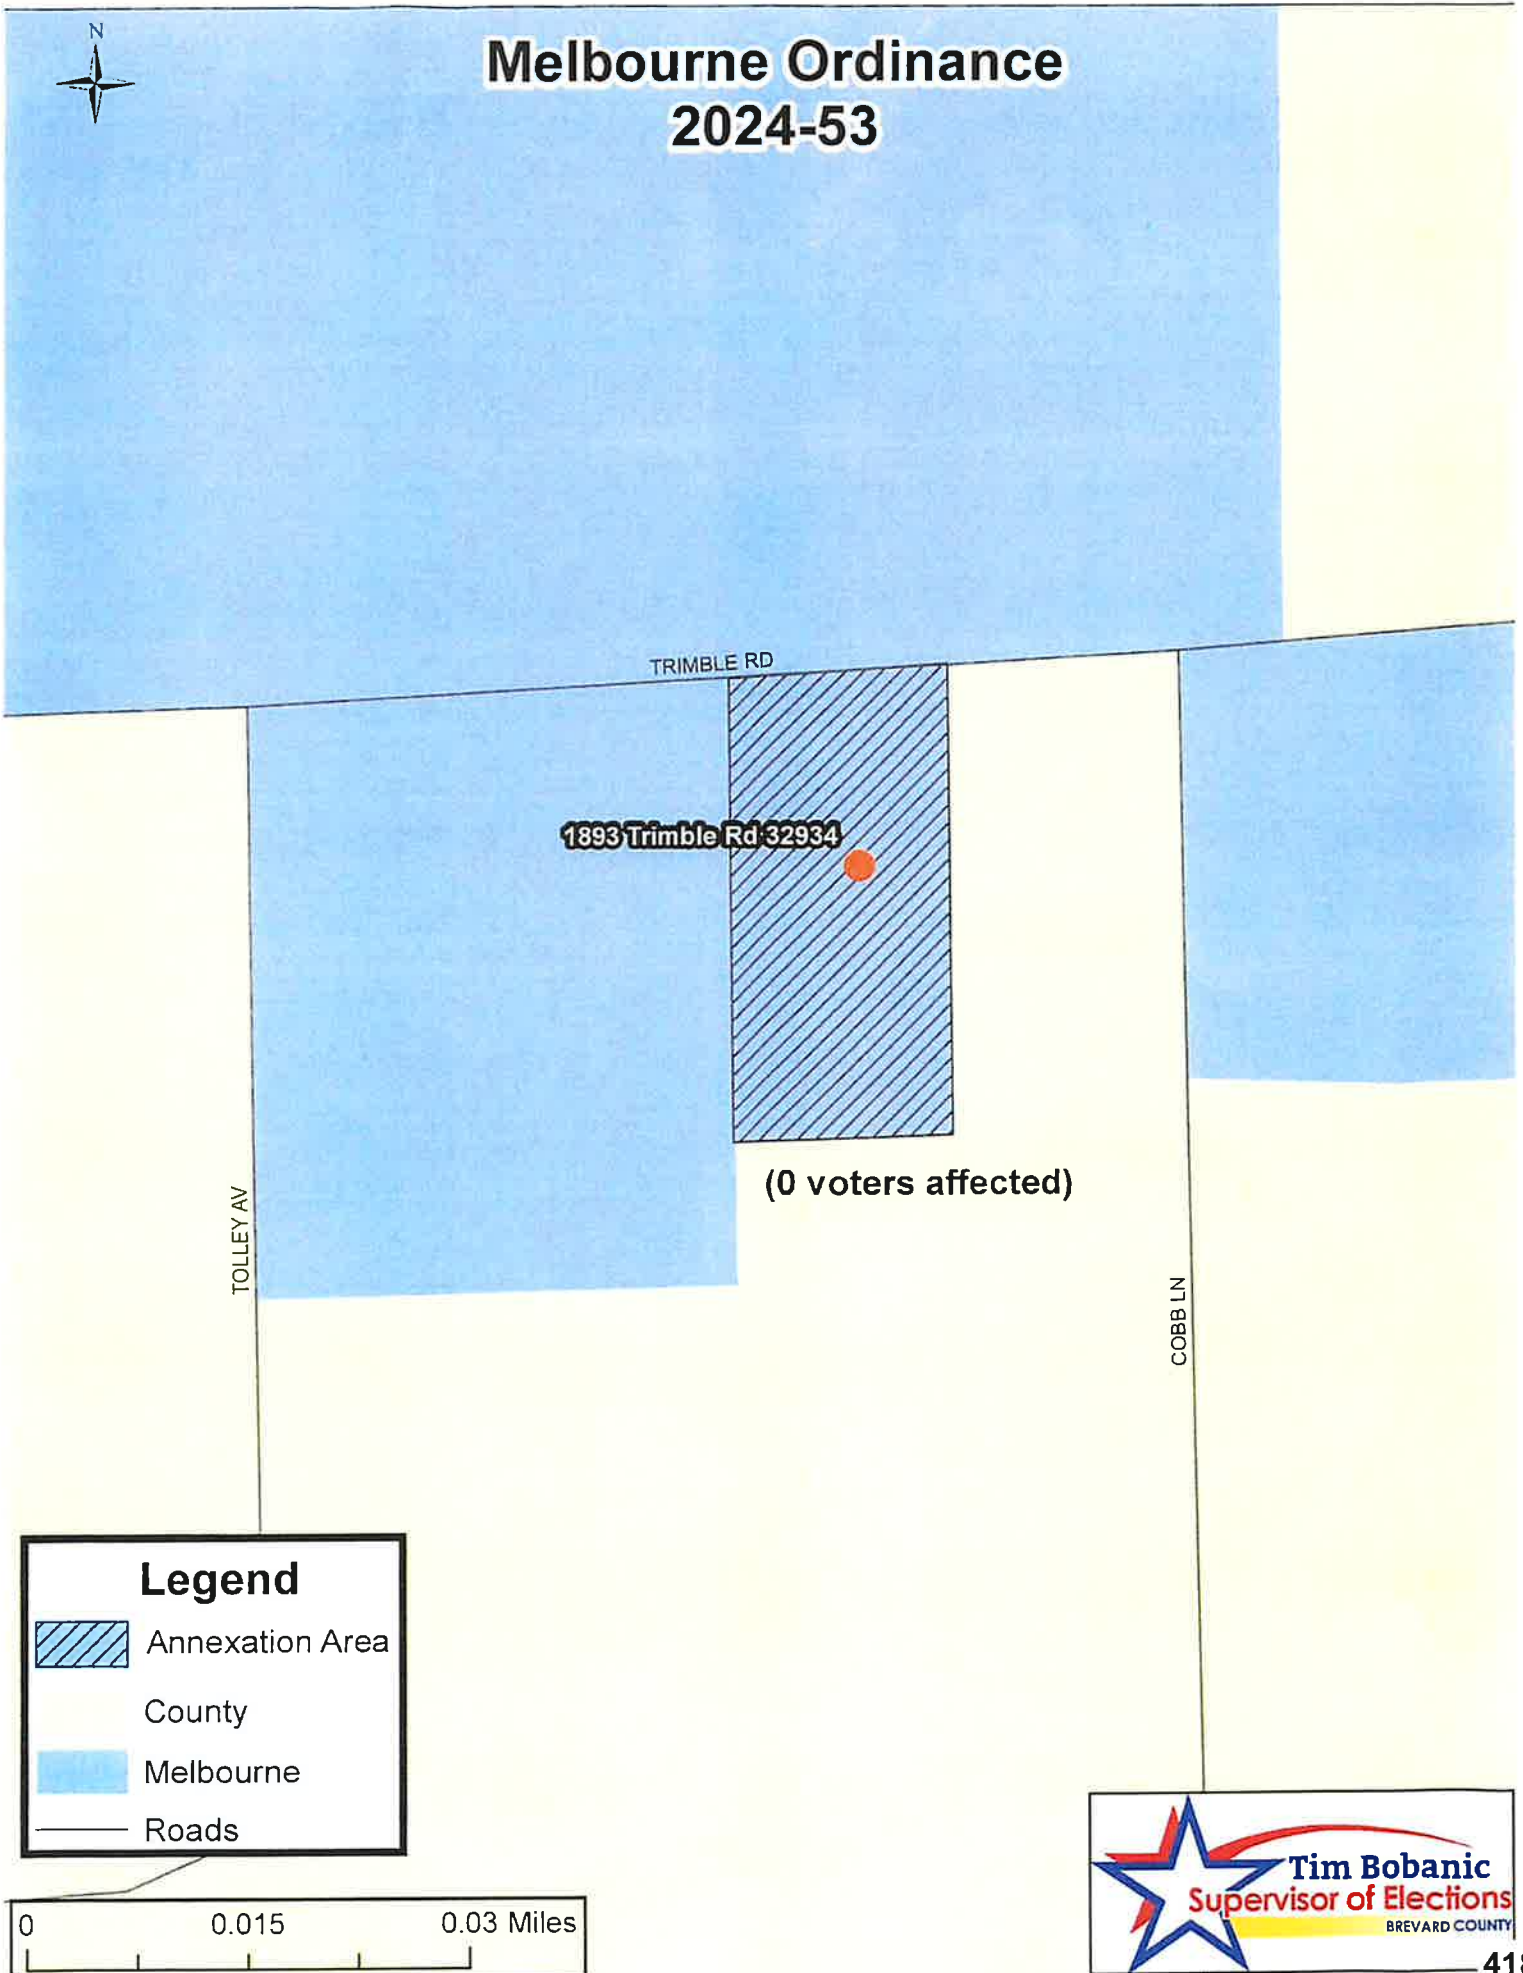 N
Melbourne Ordinance
2024-53
TRIMBLE RD
1893 Trimble Rd 32934
(0 voters affected)
TOLLEY AV
COBB LN
Legend
Annexation Area
County
Melbourne
Roads
0 0.015 0.03 Miles
Tim Bobanic
Supervisor of Elections
BREVARD COUNTY
418